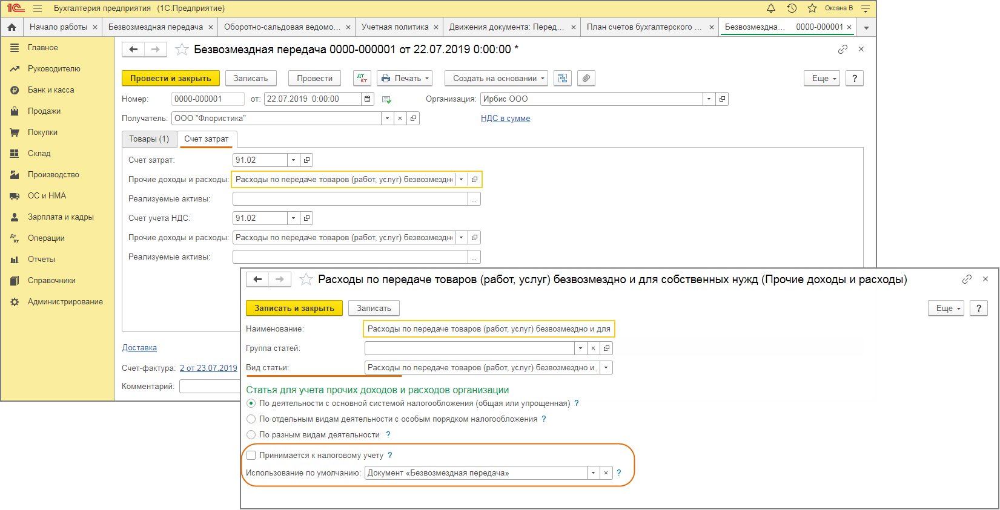 1С Бухгалтерия предприятия (1С:Предприятие) Оксана В
Начало работы × Безвозмездная передача × Оборотно-сальдовая ведомо... × Учетная политика × Движения документа: Перед... × План счетов бухгалтерского ... × Безвозмездна... 0000-000001 ×
Главное
Руководителю
Банк и касса
Продажи
Покупки
Склад
Производство
ОС и НМА
Зарплата и кадры
Операции
Отчеты
Справочники
Администрирование
Безвозмездная передача 0000-000001 от 22.07.2019 0:00:00 *
Провести и закрыть Записать Провести Дт Кт Печать Создать на основании Еще ?
Номер: 0000-000001 от: 22.07.2019 0:00:00 Организация: Ирбис ООО
Получатель: ООО "Флористика" × НДС в сумме
Товары (1) Счет затрат
Счет затрат: 91.02
Прочие доходы и расходы: Расходы по передаче товаров (работ, услуг) безвозмездн
Реализуемые активы: ...
Счет учета НДС: 91.02
Прочие доходы и расходы: Расходы по передаче товаров (работ, услуг) безвозмездн
Реализуемые активы: ...
Доставка
Счет-фактура: 2 от 23.07.2019
Комментарий:
Расходы по передаче товаров (работ, услуг) безвозмездно и для собственных нужд (Прочие доходы и расходы)
Записать и закрыть Записать Еще ?
Наименование: Расходы по передаче товаров (работ, услуг) безвозмездно и для
Группа статей: ×
Вид статьи: Расходы по передаче товаров (работ, услуг) безвозмездно и
Статья для учета прочих доходов и расходов организации
По деятельности с основной системой налогообложения (общая или упрощенная) ?
По отдельным видам деятельности с особым порядком налогообложения ?
По разным видам деятельности ?
Принимается к налоговому учету ?
Использование по умолчанию: Документ «Безвозмездная передача» × ?